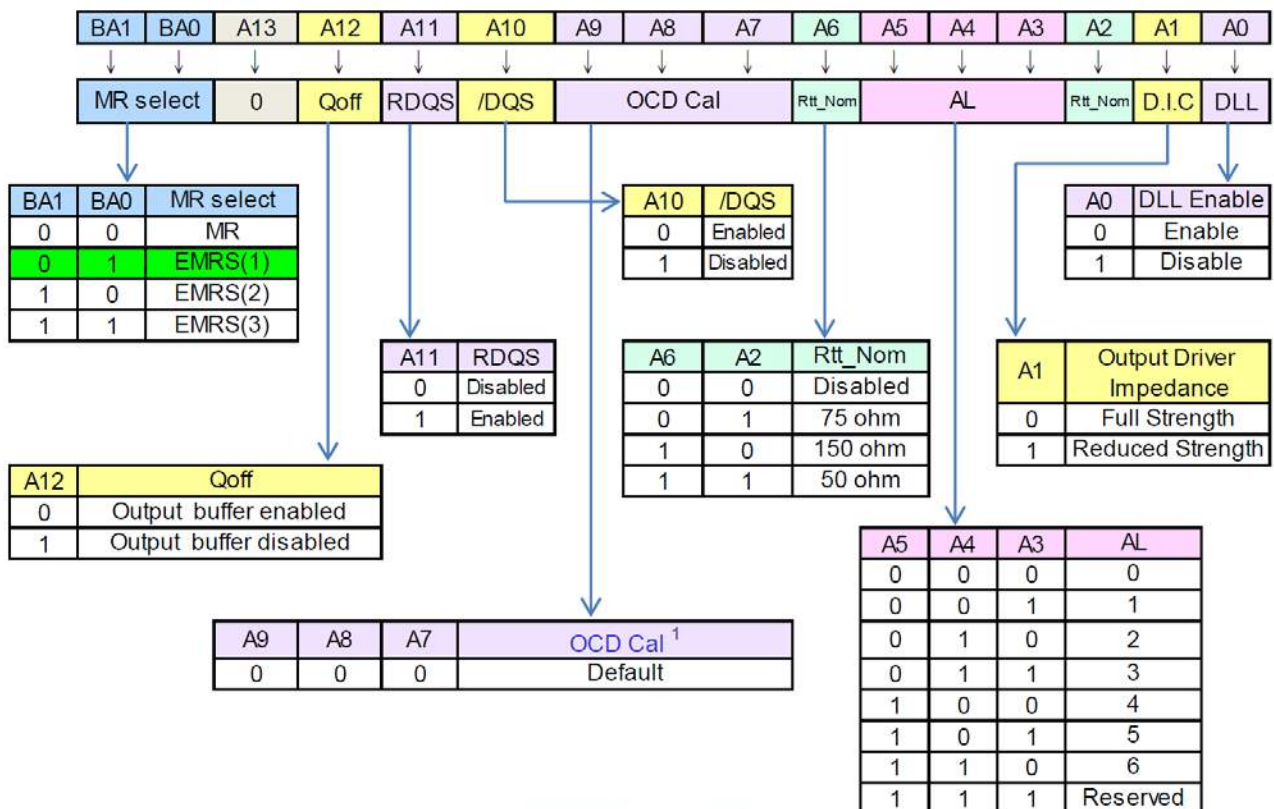 BA1 BA0 A13 A12 A11 A10 A9 A8 A7 A6 A5 A4 A3 A2 A1 A0
MR select 0 Qoff RDQS /DQS OCD Cal Rtt_Nom AL Rtt_Nom D.I.C DLL
BA1 BA0 MR select
0 0 MR
0 1 EMRS(1)
1 0 EMRS(2)
1 1 EMRS(3)
A10 /DQS
0 Enabled
1 Disabled
A0 DLL Enable
0 Enable
1 Disable
A11 RDQS
0 Disabled
1 Enabled
A6 A2 Rtt_Nom
0 0 Disabled
0 1 75 ohm
1 0 150 ohm
1 1 50 ohm
A1 Output Driver
Impedance
0 Full Strength
1 Reduced Strength
A12 Qoff
0 Output buffer enabled
1 Output buffer disabled
A9 A8 A7 OCD Cal 1
0 0 0 Default
A5 A4 A3 AL
0 0 0 0
0 0 1 1
0 1 0 2
0 1 1 3
1 0 0 4
1 0 1 5
1 1 0 6
1 1 1 Reserved